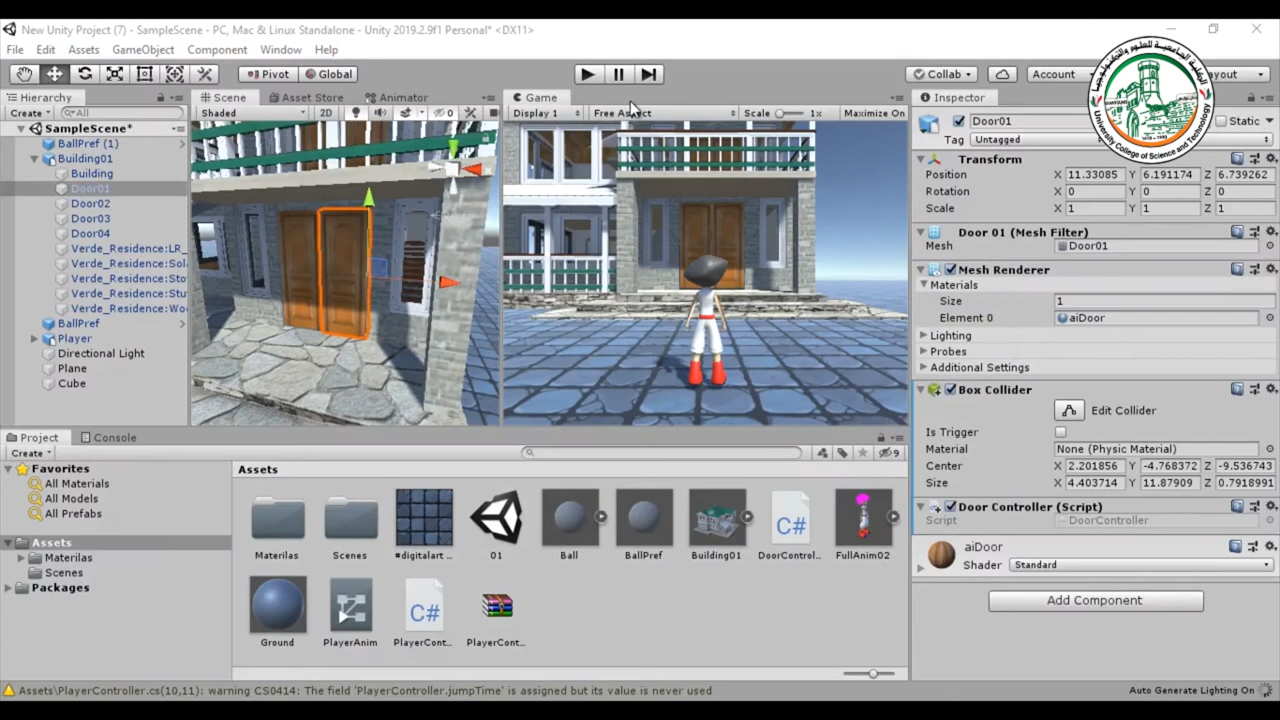 New Unity Project (7) - SampleScene - PC, Mac & Linux Standalone - Unity 2019.2.9f1 Personal* <DX11>
File Edit Assets GameObject Component Window Help
Pivot Global Collab Account
Hierarchy
Create All
SampleScene*
BallPref (1)
Building01
Building
Door01
Door02
Door03
Door04
Verde_Residence:LR_
Verde_Residence:Sol
Verde_Residence:Sto
Verde_Residence:Stu
Verde_Residence:Wo
BallPref
Player
Directional Light
Plane
Cube
Scene Asset Store Animator
Shaded 2D 0
Game
Display 1 Free Aspect Scale 1x Maximize On
Inspector
Door01 Static
Tag Untagged
Transform
Position X 11.33085 Y 6.191174 Z 6.739262
Rotation X 0 Y 0 Z 0
Scale X 1 Y 1 Z 1
Door 01 (Mesh Filter)
Mesh Door01
Mesh Renderer
Materials
Size 1
Element 0 aiDoor
Lighting
Probes
Additional Settings
Box Collider
Edit Collider
Is Trigger
Material None (Physic Material)
Center X 2.201856 Y -4.768372 Z -9.536743
Size X 4.403714 Y 11.87909 Z 0.7918991
Door Controller (Script)
Script DoorController
aiDoor
Shader Standard
Add Component
Project Console
Create 9
Favorites
All Materials
All Models
All Prefabs
Assets
Materilas
Scenes
Packages
Assets
Materilas Scenes #digitalart ... 01 Ball BallPref Building01 DoorControl... FullAnim02
C#
Ground PlayerAnim PlayerCont... PlayerCont...
C#
Assets\PlayerController.cs(10,11): warning CS0414: The field 'PlayerController.jumpTime' is assigned but its value is never used
Auto Generate Lighting On
University College of Science and Technology